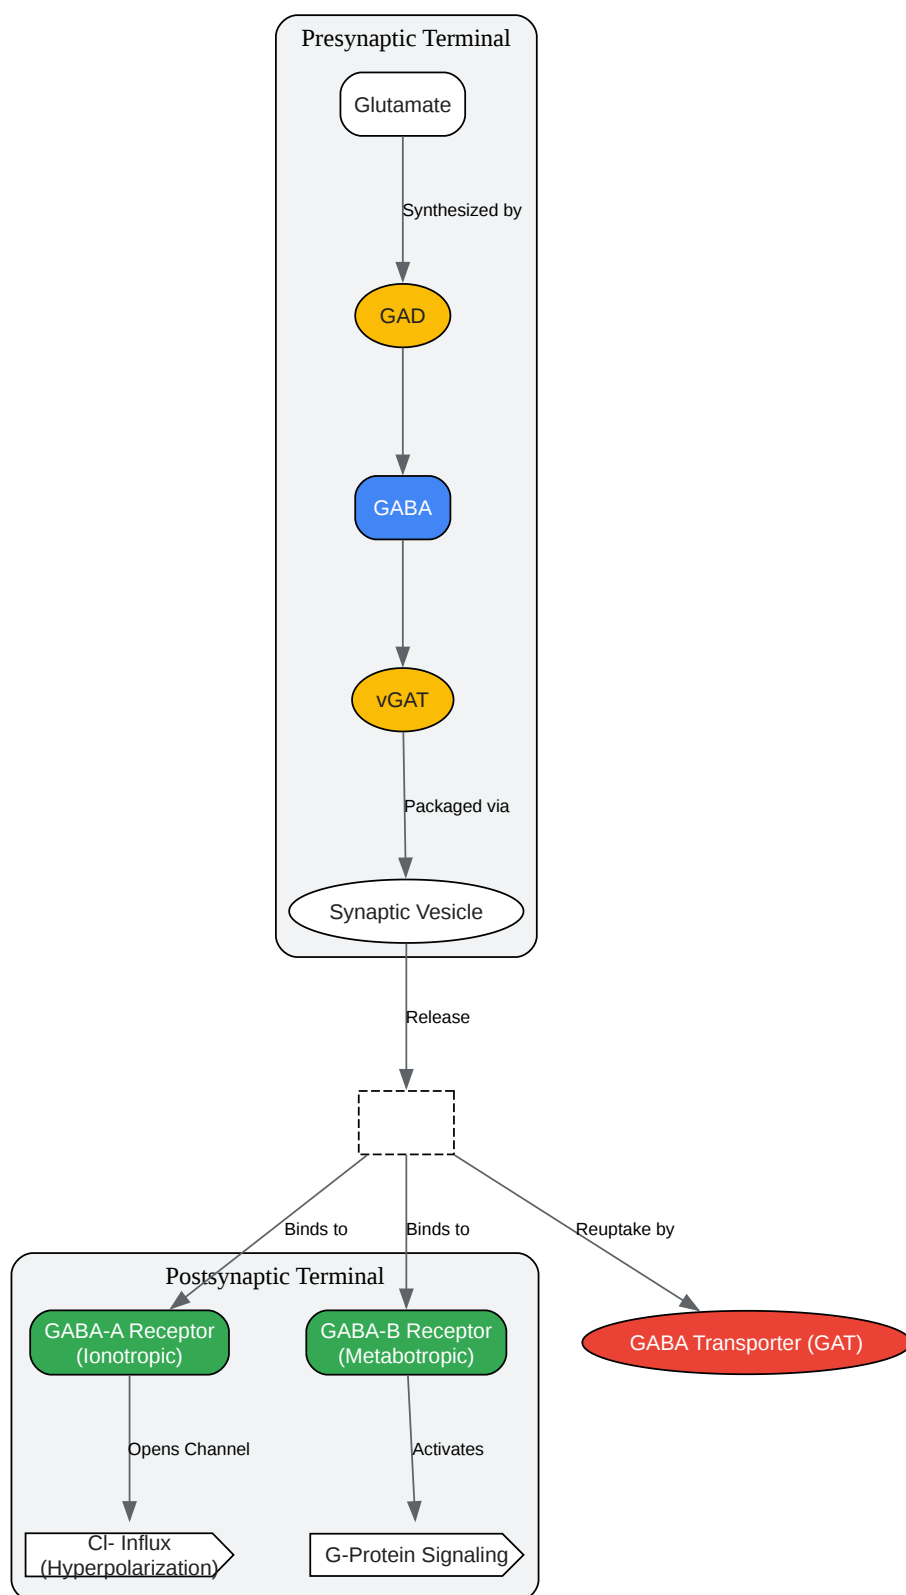 Presynaptic Terminal
Glutamate
Synthesized by
GAD
GABA
vGAT
Packaged via
Synaptic Vesicle
Release
Binds to
Binds to
Reuptake by
Postsynaptic Terminal
GABA-A Receptor
(Ionotropic)
GABA-B Receptor
(Metabotropic)
GABA Transporter (GAT)
Opens Channel
Activates
Cl- Influx
(Hyperpolarization)
G-Protein Signaling